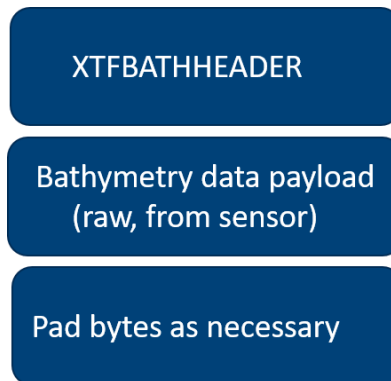 XTFBATHHEADER
Bathymetry data payload
(raw, from sensor)
Pad bytes as necessary